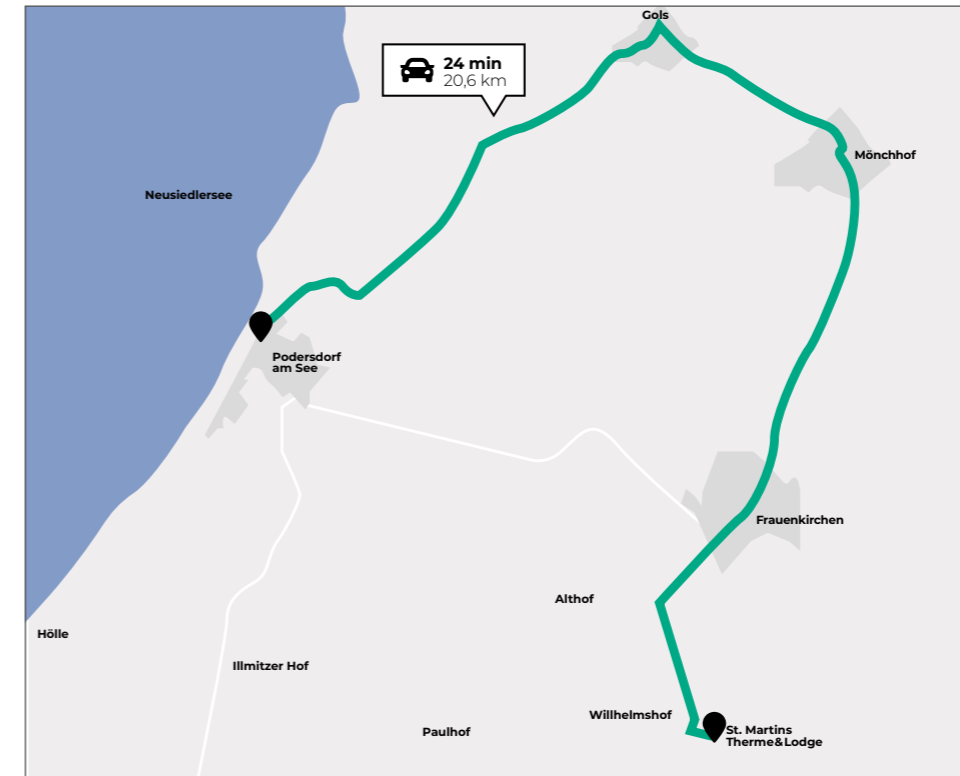 Gols
24 min
20,6 km
Mönchhof
Neusiedlersee
Podersdorf
am See
Frauenkirchen
Althof
Hölle
Illmitzer Hof
Willhelmshof
Paulhof
St. Martins
Therme&Lodge